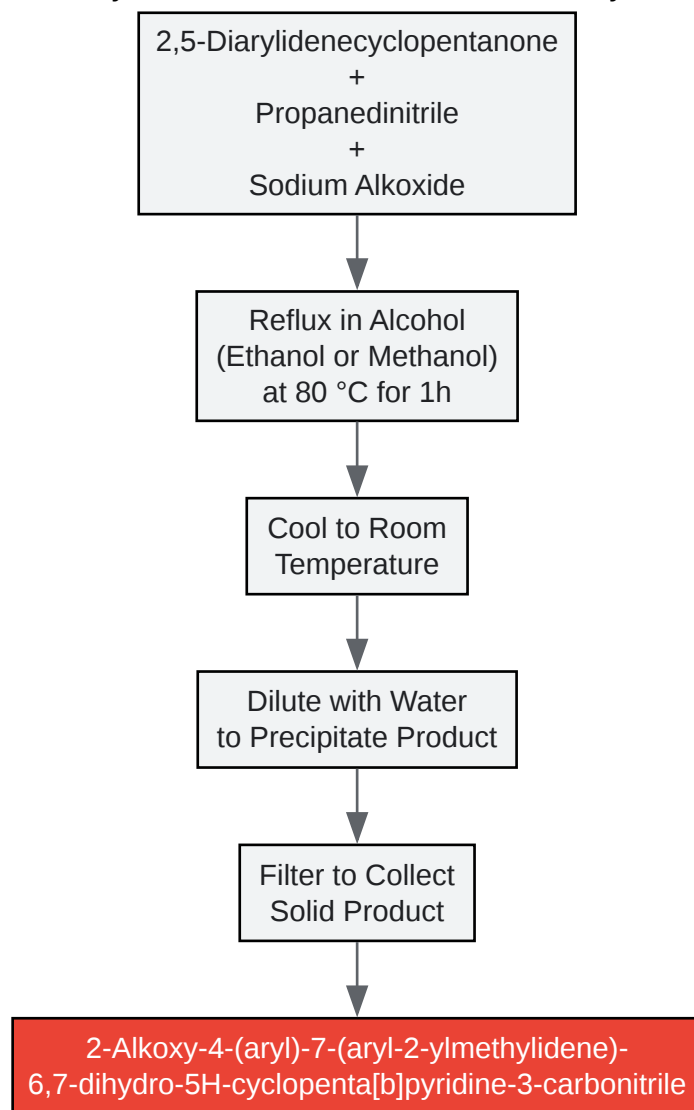 2,5-Diarylidenecyclopentanone
+
Propanedinitrile
+
Sodium Alkoxide
Reflux in Alcohol
(Ethanol or Methanol)
at 80 °C for 1h
Cool to Room
Temperature
Dilute with Water
to Precipitate Product
Filter to Collect
Solid Product
2-Alkoxy-4-(aryl)-7-(aryl-2-ylmethylidene)-
6,7-dihydro-5H-cyclopenta[b]pyridine-3-carbonitrile